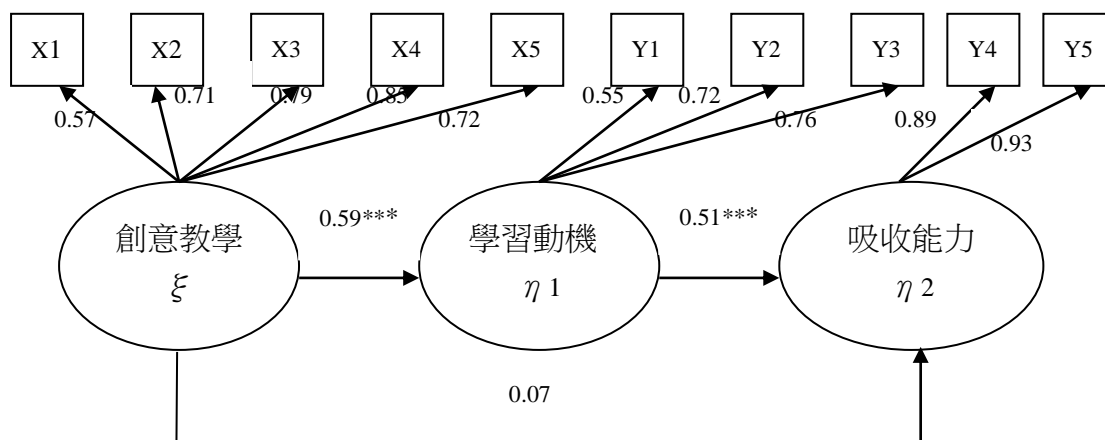 X1
X2
X3
X4
X5
Y1
Y2
Y3
Y4
Y5
0.57
0.71
0.79
0.85
0.72
0.55
0.72
0.76
0.89
0.93
創意教學
ξ
0.59***
學習動機
η 1
0.51***
吸收能力
η 2
0.07